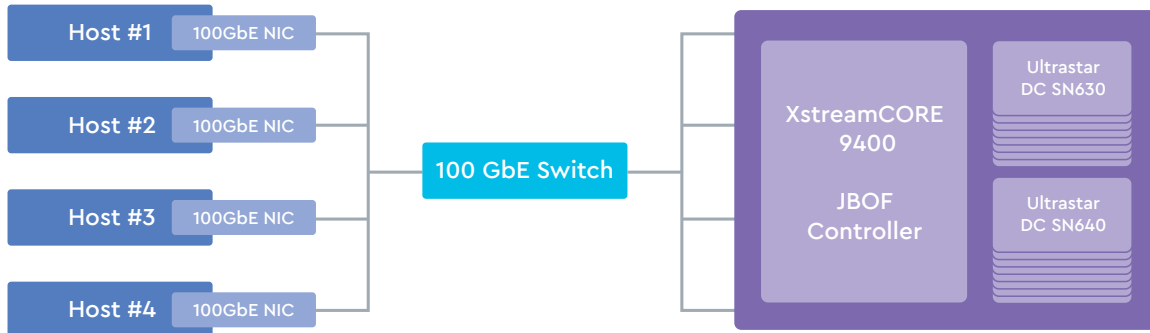 Host #1
100GbE NIC
Host #2
100GbE NIC
Host #3
100GbE NIC
Host #4
100GbE NIC
100 GbE Switch
XstreamCORE
9400
JBOF
Controller
Ultrastar
DC SN630
Ultrastar
DC SN640